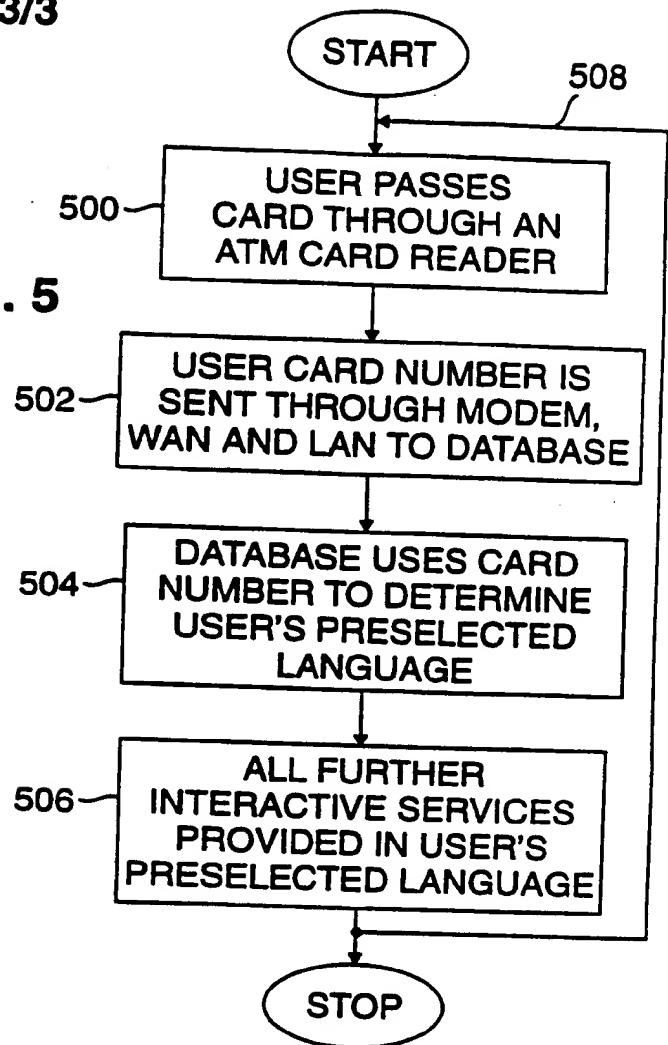 3/3
START
508
500
USER PASSES
CARD THROUGH AN
ATM CARD READER
. 5
502
USER CARD NUMBER IS
SENT THROUGH MODEM,
WAN AND LAN TO DATABASE
504
DATABASE USES CARD
NUMBER TO DETERMINE
USER'S PRESELECTED
LANGUAGE
506
ALL FURTHER
INTERACTIVE SERVICES
PROVIDED IN USER'S
PRESELECTED LANGUAGE
STOP